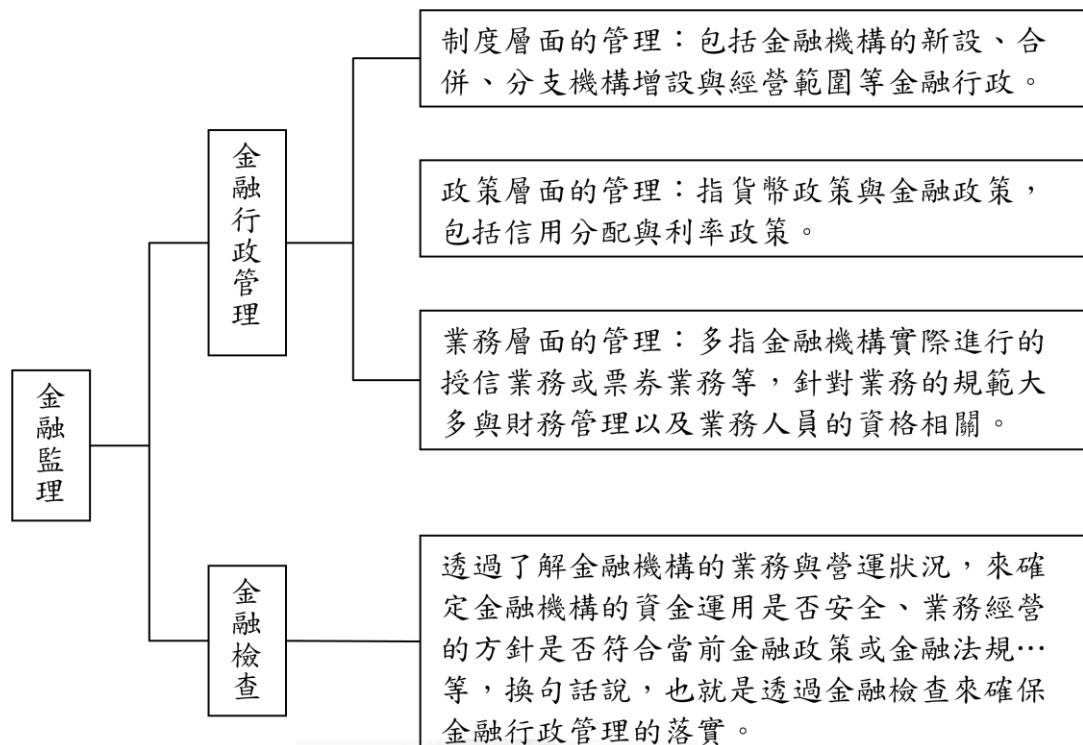 金融監理
金融行政管理
制度層面的管理：包括金融機構的新設、合
併、分支機構增設與經營範圍等金融行政。
政策層面的管理：指貨幣政策與金融政策，
包括信用分配與利率政策。
業務層面的管理：多指金融機構實際進行的
授信業務或票券業務等，針對業務的規範大
多與財務管理以及業務人員的資格相關。
金融檢查
透過了解金融機構的業務與營運狀況，來確
定金融機構的資金運用是否安全、業務經營
的方針是否符合當前金融政策或金融法規…
等，換句話說，也就是透過金融檢查來確保
金融行政管理的落實。